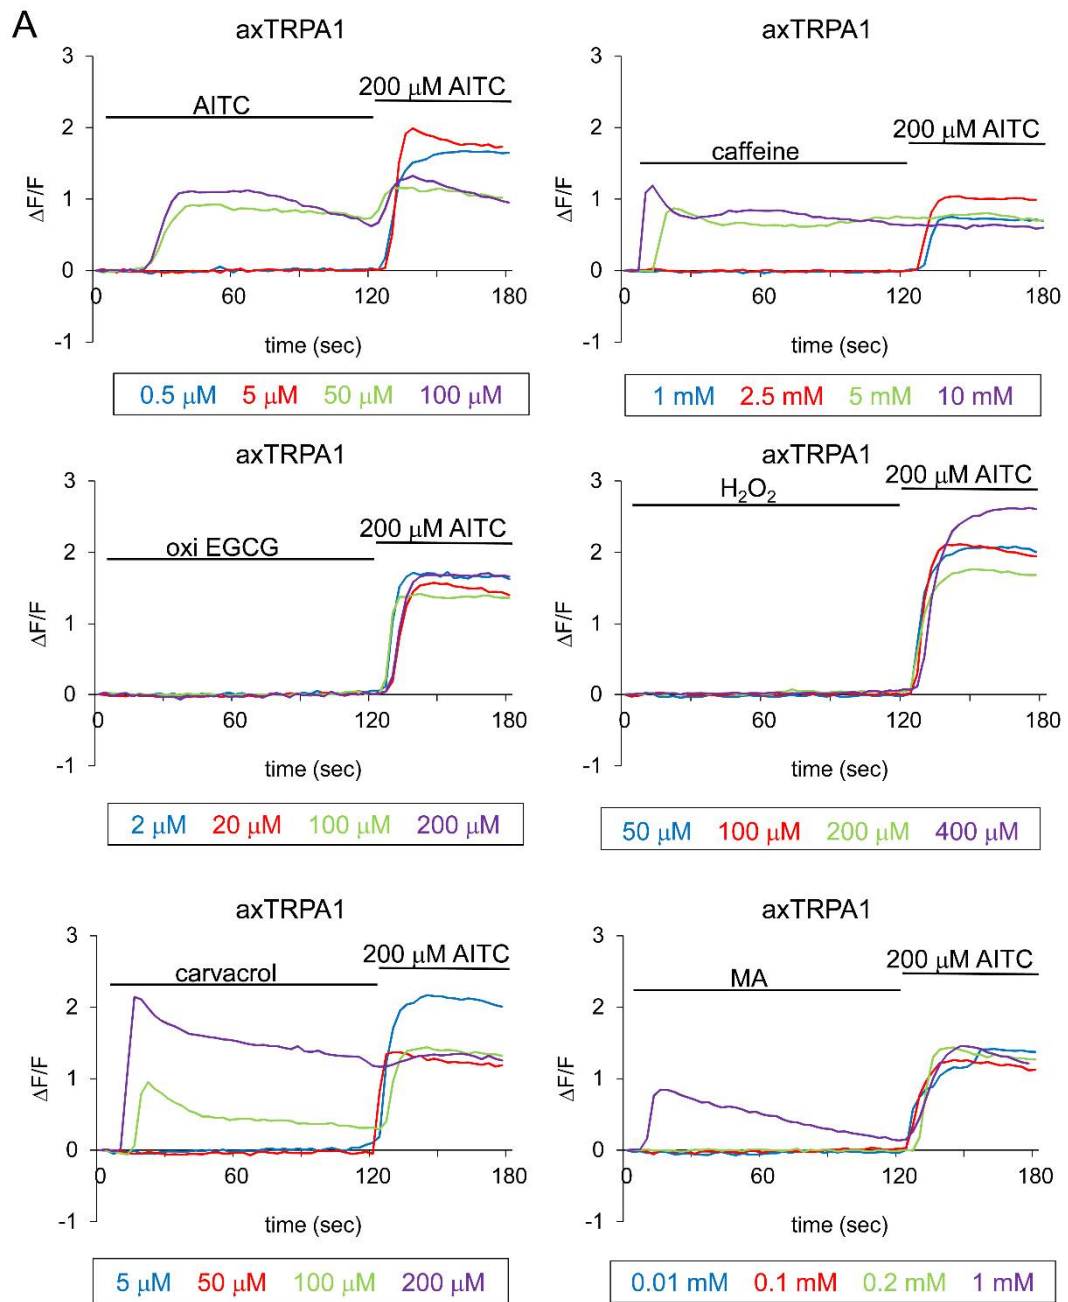 A
axTRPA1
3
2
1
0
-1
ΔF/F
AITC
200 μM AITC
0 60 120 180
time (sec)
0.5 μM 5 μM 50 μM 100 μM
axTRPA1
3
2
1
0
-1
ΔF/F
caffeine
200 μM AITC
0 60 120 180
time (sec)
1 mM 2.5 mM 5 mM 10 mM
axTRPA1
3
2
1
0
-1
ΔF/F
oxi EGCG
200 μM AITC
0 60 120 180
time (sec)
2 μM 20 μM 100 μM 200 μM
axTRPA1
3
2
1
0
-1
ΔF/F
H₂O₂
200 μM AITC
0 60 120 180
time (sec)
50 μM 100 μM 200 μM 400 μM
axTRPA1
3
2
1
0
-1
ΔF/F
carvacrol
200 μM AITC
0 60 120 180
time (sec)
5 μM 50 μM 100 μM 200 μM
axTRPA1
3
2
1
0
-1
ΔF/F
MA
200 μM AITC
0 60 120 180
time (sec)
0.01 mM 0.1 mM 0.2 mM 1 mM